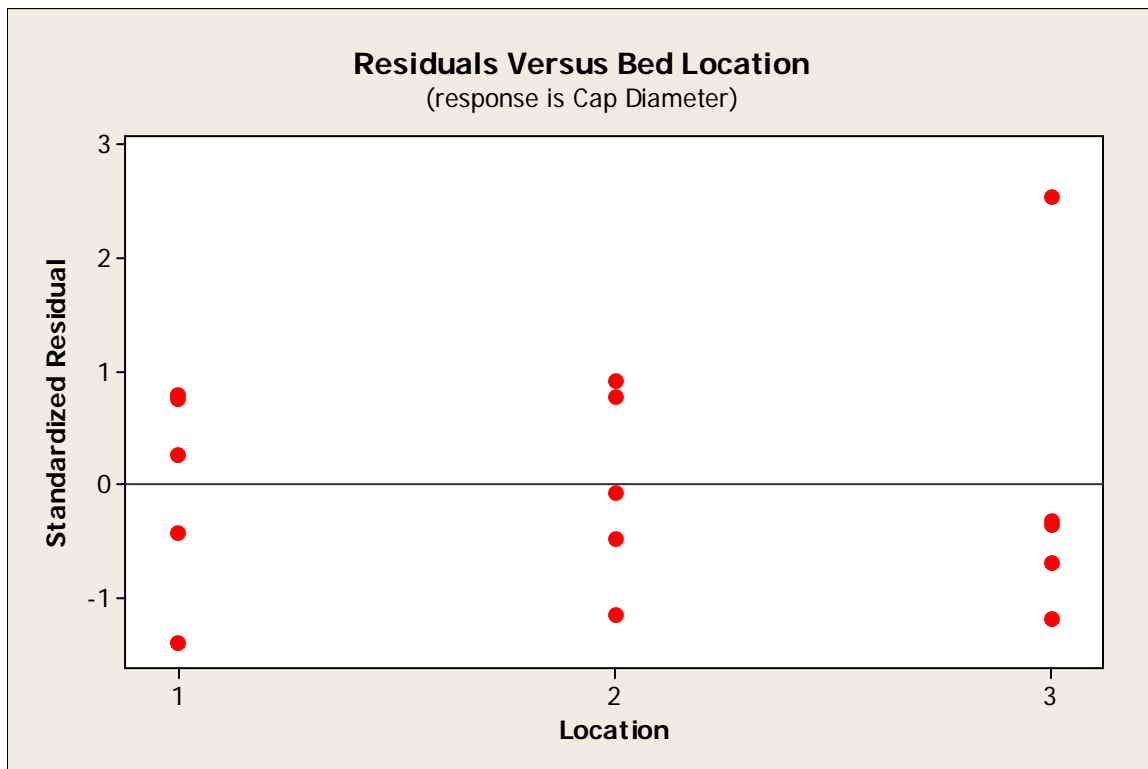 Residuals Versus Bed Location
(response is Cap Diameter)
3
2
1
0
-1
Standardized Residual
1 2 3
Location